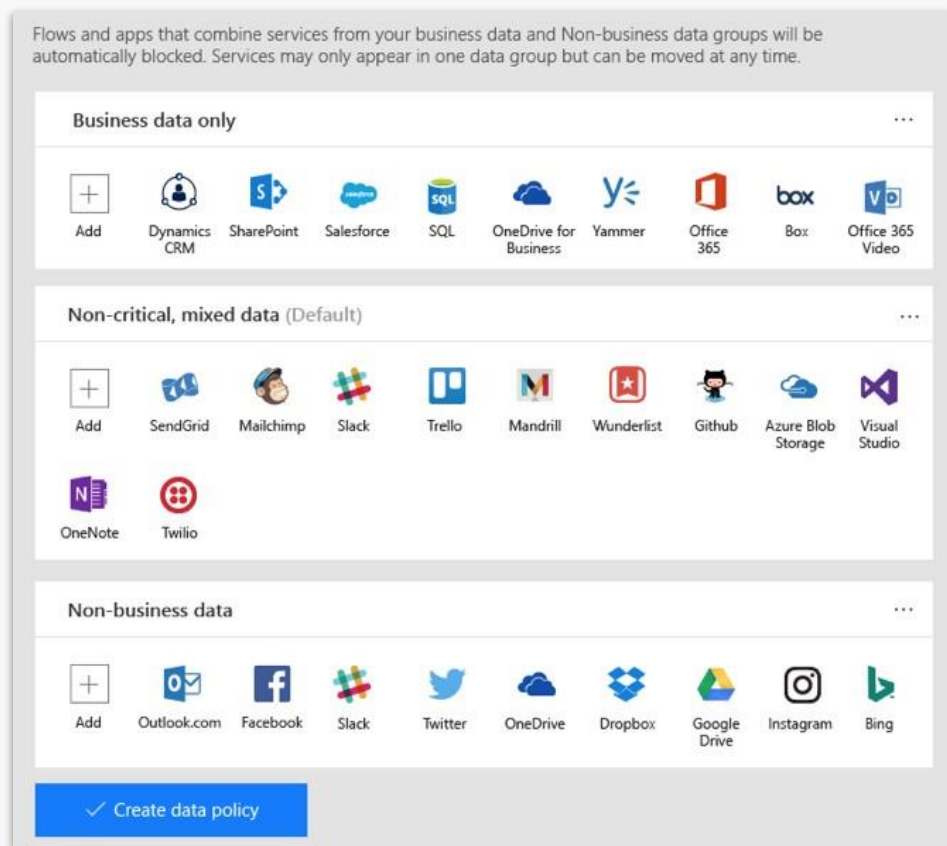 Flows and apps that combine services from your business data and Non-business data groups will be
automatically blocked. Services may only appear in one data group but can be moved at any time.
Business data only
...
S
salesforce
SQL
box
V
Add
Dynamics
CRM
SharePoint
Salesforce
SQL
OneDrive for
Business
Yammer
Office
365
Box
Office 365
Video
Non-critical, mixed data (Default)
...
M
Add
SendGrid
Mailchimp
Slack
Trello
Mandrill
Wunderlist
Github
Azure Blob
Storage
Visual
Studio
N
OneNote
Twilio
Non-business data
...
o
f
b
Add
Outlook.com
Facebook
Slack
Twitter
OneDrive
Dropbox
Google
Drive
Instagram
Bing
Create data policy